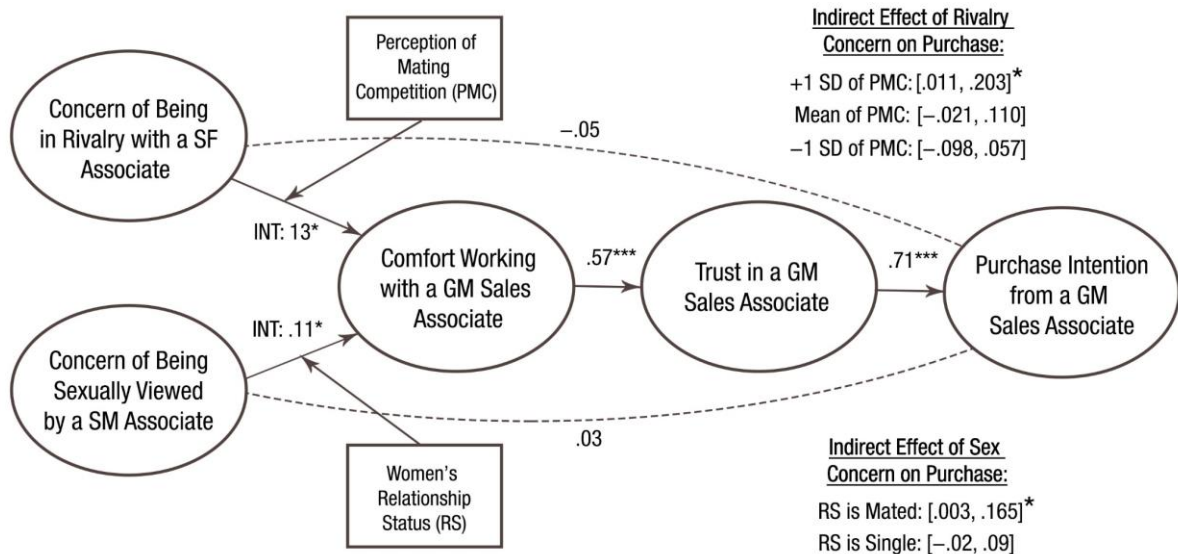 Indirect Effect of Rivalry
Concern on Purchase:
+1 SD of PMC: [.011, .203]*
Mean of PMC: [−.021, .110]
−1 SD of PMC: [−.098, .057]
Perception of
Mating
Competition (PMC)
Concern of Being
in Rivalry with a SF
Associate
−.05
INT: 13*
Comfort Working
with a GM Sales
Associate
.57***
Trust in a GM
Sales Associate
.71***
Purchase Intention
from a GM
Sales Associate
INT: .11*
Concern of Being
Sexually Viewed
by a SM Associate
.03
Women’s
Relationship
Status (RS)
Indirect Effect of Sex
Concern on Purchase:
RS is Mated: [.003, .165]*
RS is Single: [−.02, .09]